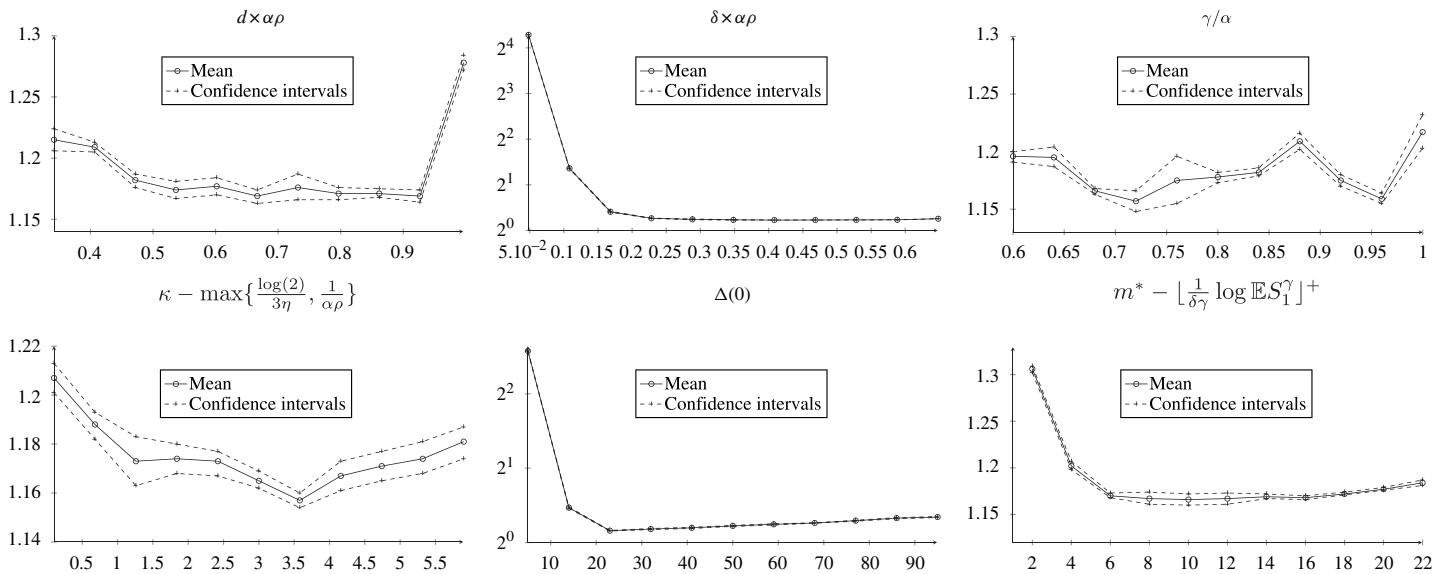 d × αρ
1.3
1.25
1.2
1.15
0.4 0.5 0.6 0.7 0.8 0.9
Mean
Confidence intervals
δ × αρ
2^4
2^3
2^2
2^1
2^0
5·10^−2 0.1 0.15 0.2 0.25 0.3 0.35 0.4 0.45 0.5 0.55 0.6
Mean
Confidence intervals
γ/α
1.3
1.25
1.2
1.15
0.6 0.65 0.7 0.75 0.8 0.85 0.9 0.95 1
Mean
Confidence intervals
κ − max{log(2)/3η, 1/αρ}
1.22
1.2
1.18
1.16
1.14
0.5 1 1.5 2 2.5 3 3.5 4 4.5 5 5.5
Mean
Confidence intervals
Δ(0)
2^2
2^1
2^0
10 20 30 40 50 60 70 80 90
Mean
Confidence intervals
m* − ⌊1/δγ log 𝔼S₁^γ⌋⁺
1.3
1.25
1.2
1.15
2 4 6 8 10 12 14 16 18 20 22
Mean
Confidence intervals